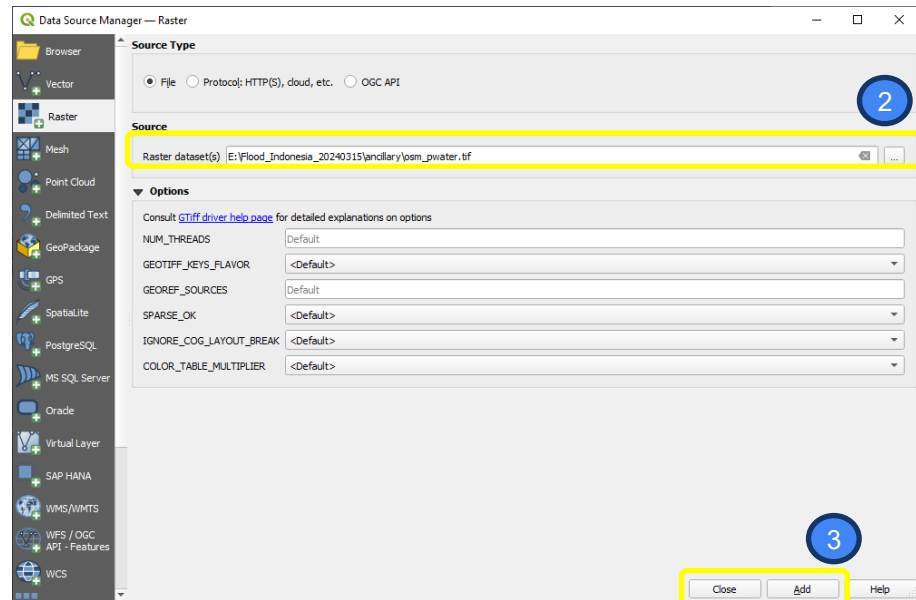 Data Source Manager — Raster
Browser
Vector
Raster
Mesh
Point Cloud
Delimited Text
GeoPackage
GPS
SpatiaLite
PostgreSQL
MS SQL Server
Oracle
Virtual Layer
SAP HANA
WMS/WMTS
WFS / OGC
API - Features
WCS
Source Type
File Protocol: HTTP(S), cloud, etc. OGC API
2
Source
Raster dataset(s) E:\Flood_Indonesia_20240315\ancillary\osm_pwater.tif ...
Options
Consult GTiff driver help page for detailed explanations on options
NUM_THREADS Default
GEOTIFF_KEYS_FLAVOR <Default>
GEOREF_SOURCES Default
SPARSE_OK <Default>
IGNORE_COG_LAYOUT_BREAK <Default>
COLOR_TABLE_MULTIPLIER <Default>
3
Close Add Help